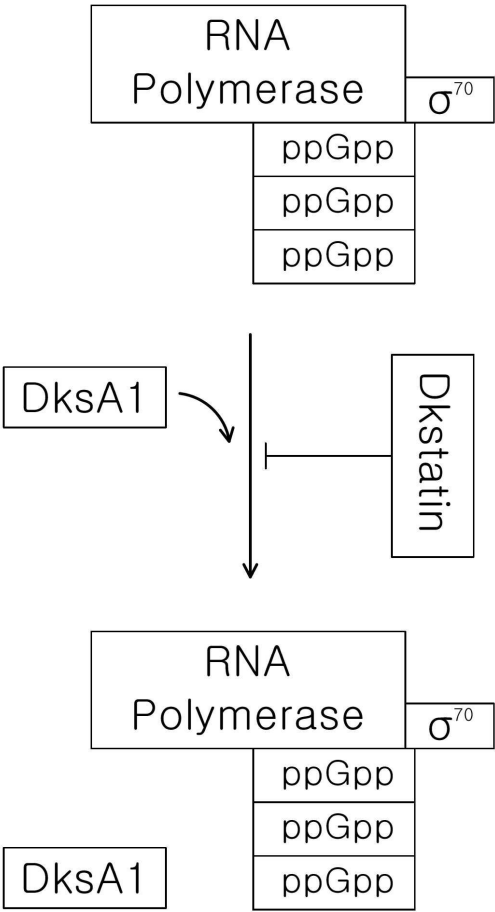 RNA
Polymerase
σ⁷⁰
ppGpp
ppGpp
ppGpp
DksA1
Dkstatin
RNA
Polymerase
σ⁷⁰
ppGpp
ppGpp
ppGpp
DksA1